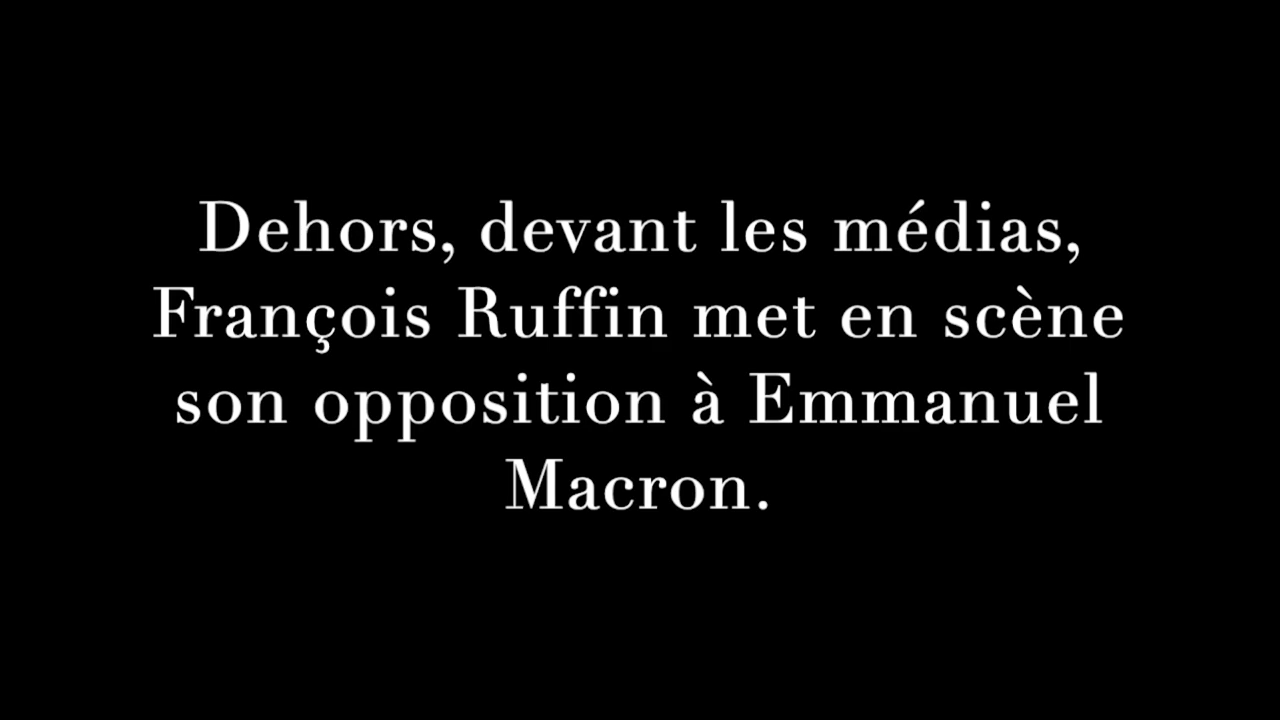 Dehors, devant les médias,
François Ruffin met en scène
son opposition à Emmanuel
Macron.